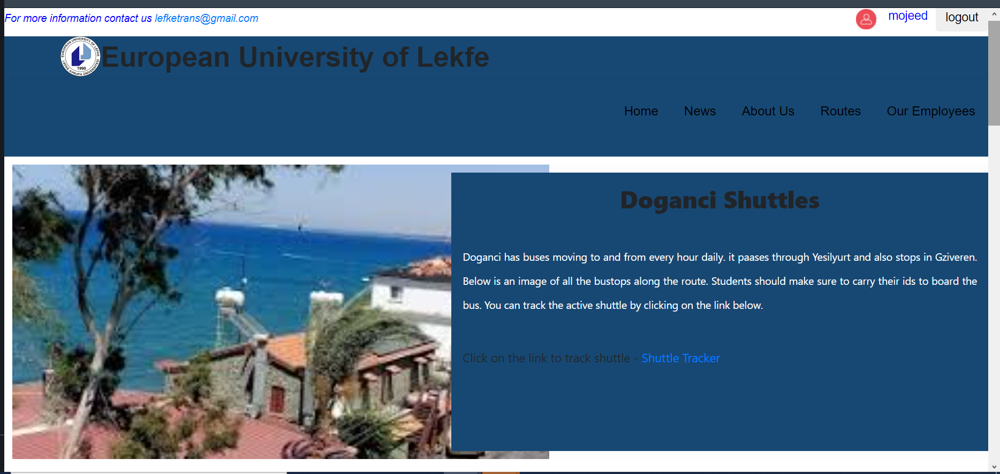 For more information contact us lefketrans@gmail.com
mojeed
logout
EUROPEAN UNIVERSITY OF LEFKE
1990
LEFKE AVRUPA ÜNİVERSİTESİ
European University of Lekfe
Home News About Us Routes Our Employees
Doganci Shuttles
Doganci has buses moving to and from every hour daily. it paases through Yesilyurt and also stops in Gziveren.
Below is an image of all the bustops along the route. Students should make sure to carry their ids to board the
bus. You can track the active shuttle by clicking on the link below.
Click on the link to track shuttle - Shuttle Tracker